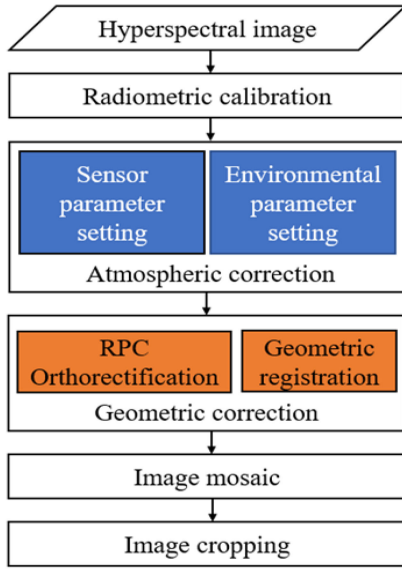 Hyperspectral image
Radiometric calibration
Sensor
parameter
setting
Environmental
parameter
setting
Atmospheric correction
RPC
Orthorectification
Geometric
registration
Geometric correction
Image mosaic
Image cropping